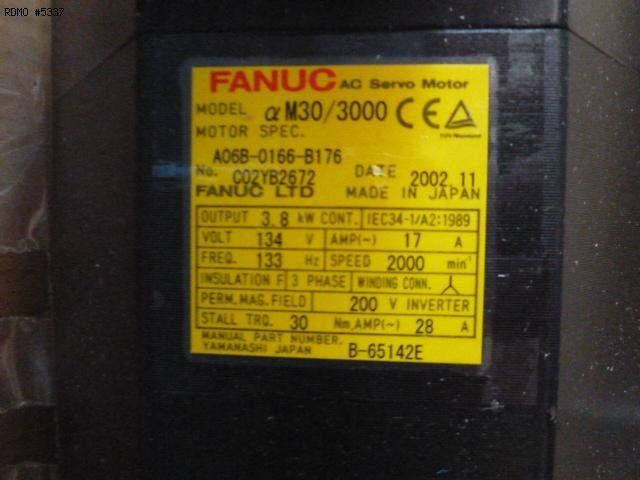 RDMO #5337
FANUC AC Servo Motor
MODEL αM30/3000 CE
MOTOR SPEC.
A06B-0166-B176
No. C02YB2672 DATE 2002.11
FANUC LTD MADE IN JAPAN
OUTPUT 3.8 kW CONT. IEC34-1/A2:1989
VOLT 134 V AMP(~) 17 A
FREQ. 133 Hz SPEED 2000 min⁻¹
INSULATION F 3 PHASE WINDING CONN.
PERM.MAG.FIELD 200 V INVERTER
STALL TRQ. 30 Nm,AMP(~) 28 A
MANUAL PART NUMBER.
YAMANASHI JAPAN B-65142E